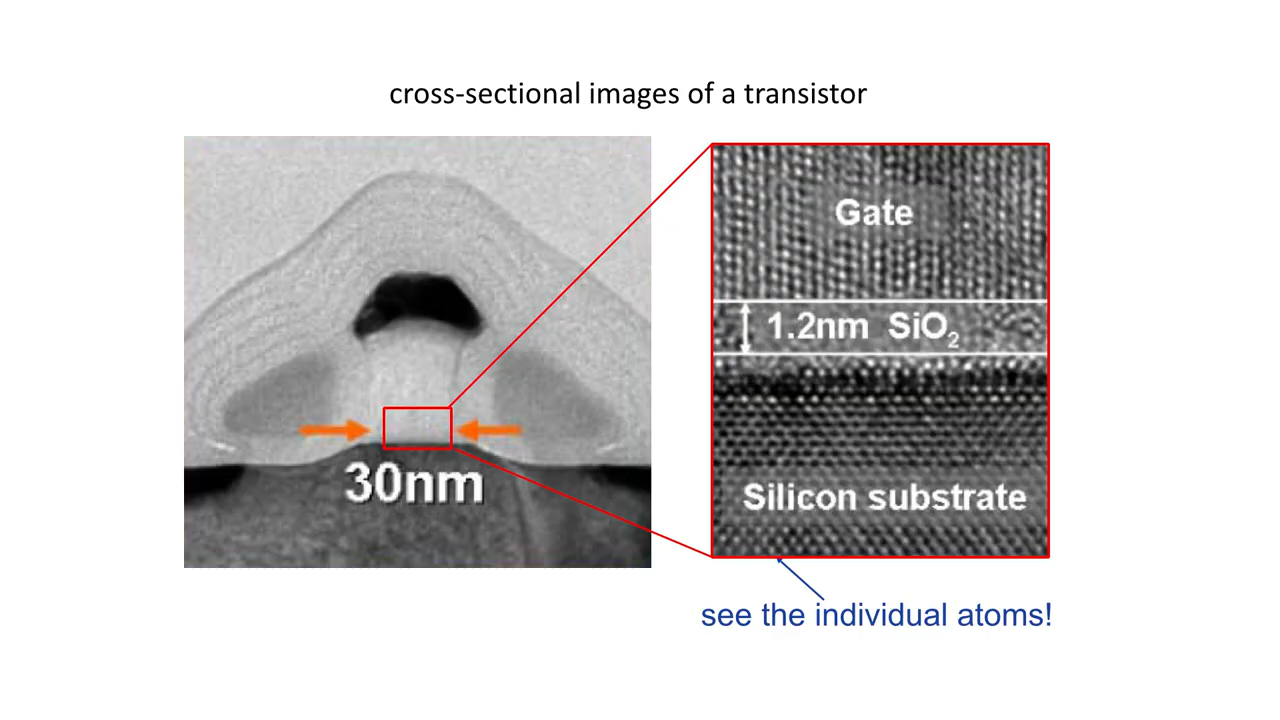 cross-sectional images of a transistor
30nm
Gate
1.2nm SiO₂
Silicon substrate
see the individual atoms!